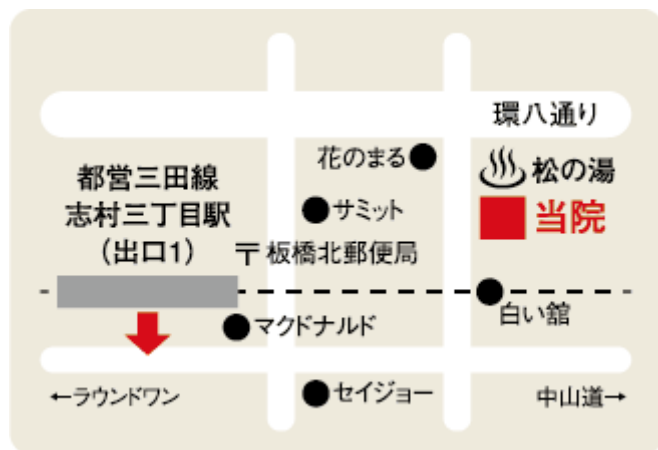 環八通り
花のまる
松の湯
都営三田線
志村三丁目駅
(出口1)
サミット
当院
〒板橋北郵便局
白い舘
マクドナルド
←ラウンドワン
セイジョー
中山道→